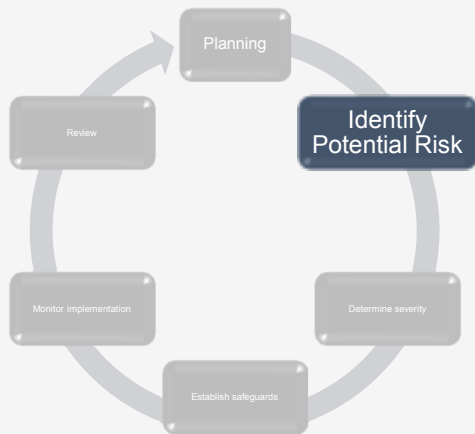 Planning
Identify
Potential Risk
Determine severity
Establish safeguards
Monitor implementation
Review